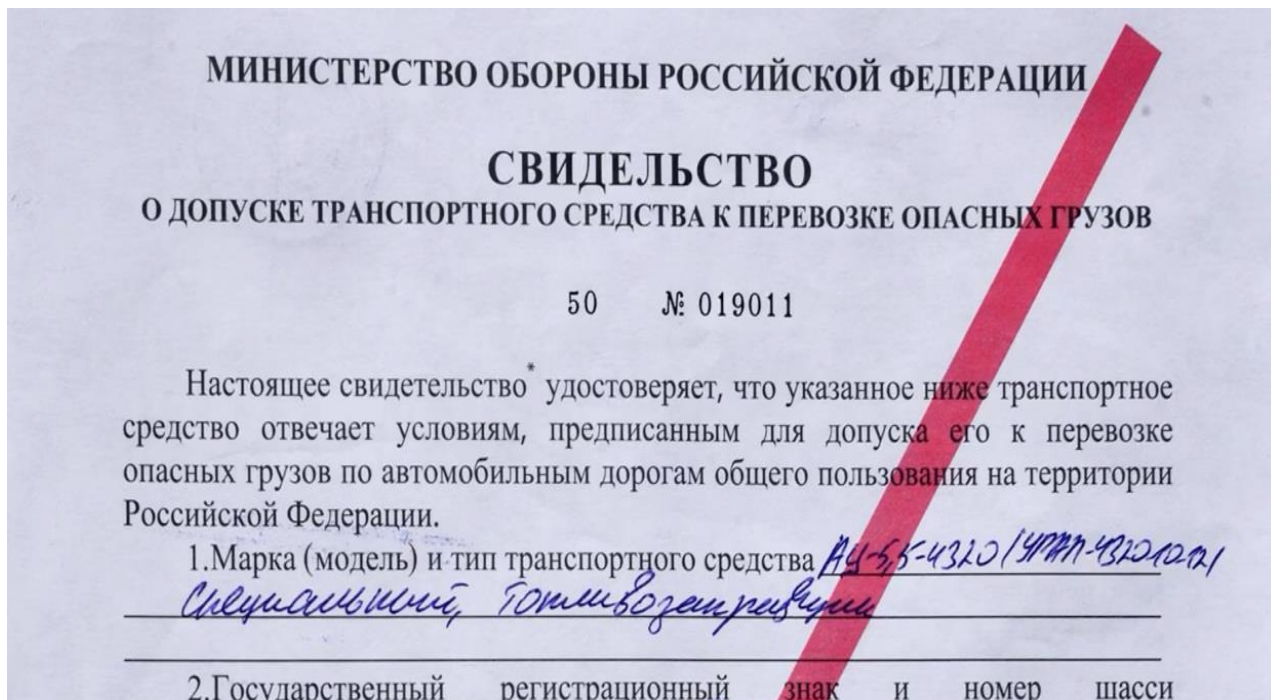 МИНИСТЕРСТВО ОБОРОНЫ РОССИЙСКОЙ ФЕДЕРАЦИИ
СВИДЕТЕЛЬСТВО
О ДОПУСКЕ ТРАНСПОРТНОГО СРЕДСТВА К ПЕРЕВОЗКЕ ОПАСНЫХ ГРУЗОВ
50 № 019011
Настоящее свидетельство* удостоверяет, что указанное ниже транспортное
средство отвечает условиям, предписанным для допуска его к перевозке
опасных грузов по автомобильным дорогам общего пользования на территории
Российской Федерации.
1.Марка (модель) и тип транспортного средства АЦ-5,5-4320
Специальный, Топливозаправщик
2.Государственный регистрационный знак и номер шасси